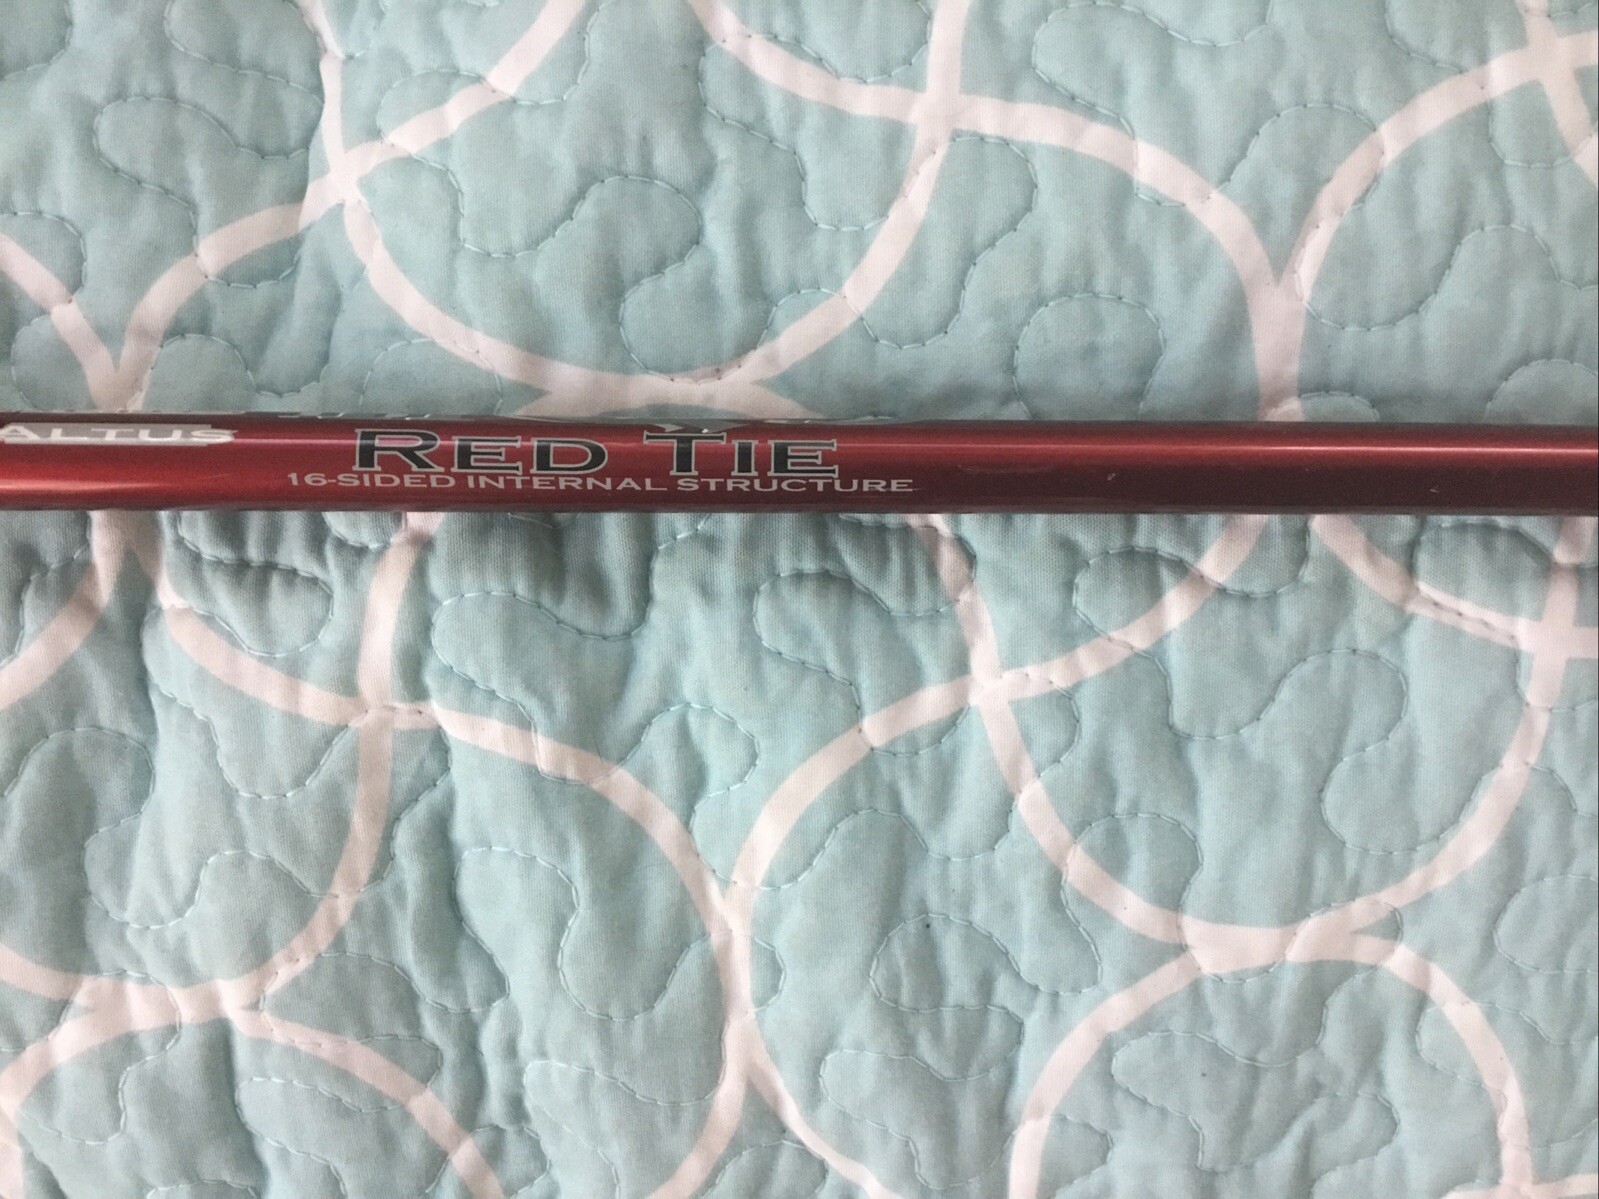 ALTUS
RED TIE
16-SIDED INTERNAL STRUCTURE